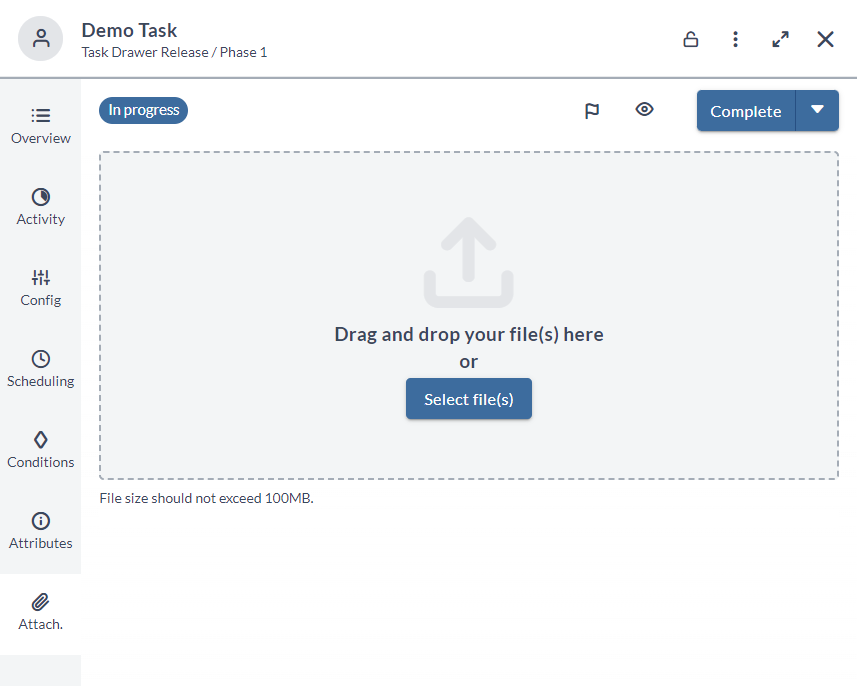 Demo Task
Task Drawer Release / Phase 1
In progress
Complete
Overview
Activity
Config
Scheduling
Conditions
Attributes
Attach.
Drag and drop your file(s) here
or
Select file(s)
File size should not exceed 100MB.